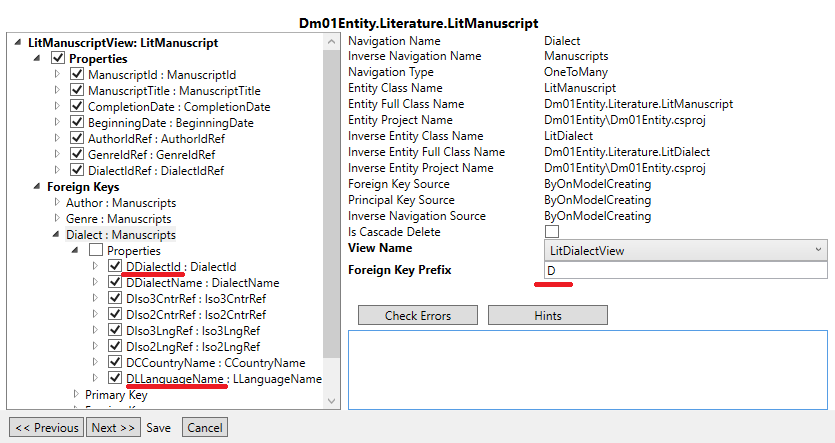 Dm01Entity.Literature.LitManuscript
LitManuscriptView: LitManuscript
Properties
ManuscriptId : ManuscriptId
ManuscriptTitle : ManuscriptTitle
CompletionDate : CompletionDate
BeginningDate : BeginningDate
AuthorIdRef : AuthorIdRef
GenreIdRef : GenreIdRef
DialectIdRef : DialectIdRef
Foreign Keys
Author : Manuscripts
Genre : Manuscripts
Dialect : Manuscripts
Properties
DDialectId : DialectId
DDialectName : DialectName
DIso3CntrRef : Iso3CntrRef
DIso2CntrRef : Iso2CntrRef
DIso3LngRef : Iso3LngRef
DIso2LngRef : Iso2LngRef
DCCountryName : CCountryName
DLLanguageName : LLanguageName
Primary Key
Navigation Name Dialect
Inverse Navigation Name Manuscripts
Navigation Type OneToMany
Entity Class Name LitManuscript
Entity Full Class Name Dm01Entity.Literature.LitManuscript
Entity Project Name Dm01Entity\Dm01Entity.csproj
Inverse Entity Class Name LitDialect
Inverse Entity Full Class Name Dm01Entity.Literature.LitDialect
Inverse Entity Project Name Dm01Entity\Dm01Entity.csproj
Foreign Key Source ByOnModelCreating
Principal Key Source ByOnModelCreating
Inverse Navigation Source ByOnModelCreating
Is Cascade Delete
View Name LitDialectView
Foreign Key Prefix D
Check Errors Hints
<< Previous Next >> Save Cancel